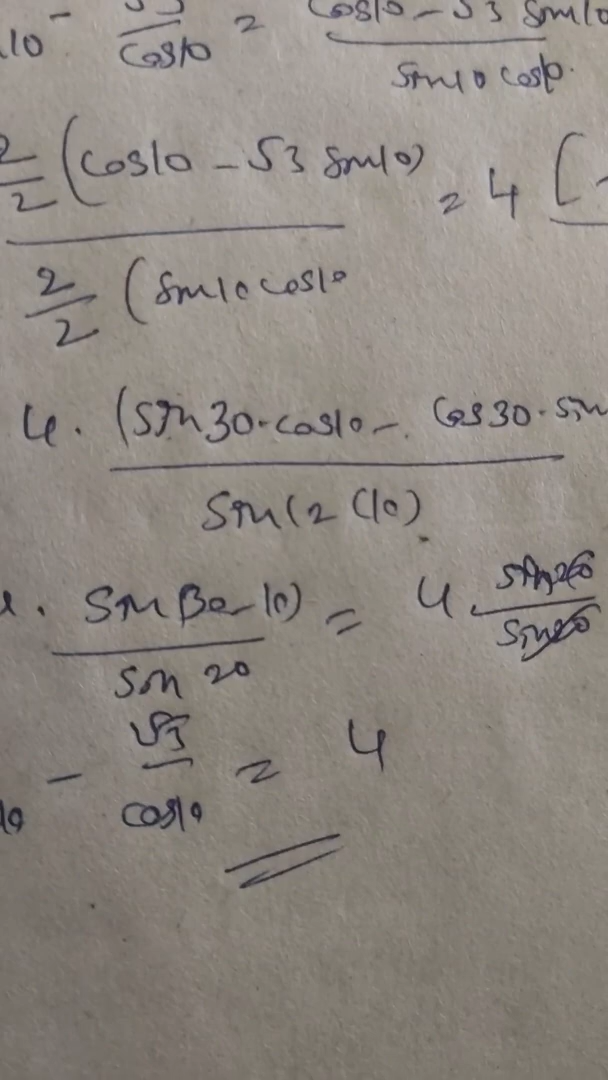 10 - √3/cos10 = cos10 - √3 sin10 / sin10 cos10.
2/2 (cos10 - √3 sin10) / 2/2 (sin10 cos10 = 4 [
4. (sin30·cos10 - cos30·sin / sin(2(10)
. sin(30-10) / sin 20 = 4. sin20/sin20
10 - √3/cos10 = 4